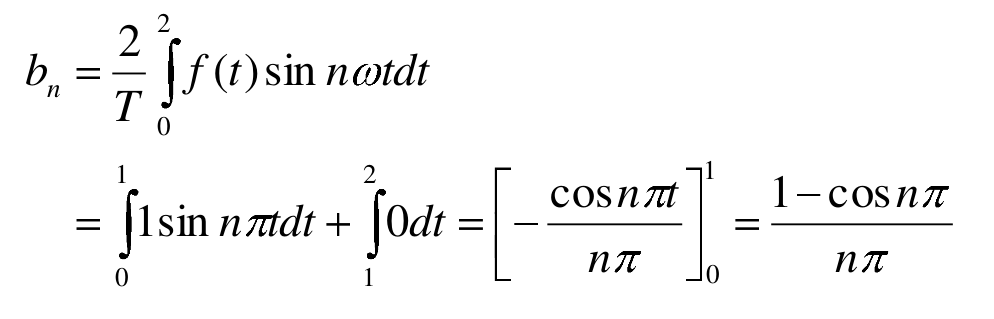 b_n = \frac{2}{T} \int_0^2 f(t) \sin n\omega t dt
= \int_0^1 1 \sin n\pi t dt + \int_1^2 0 dt = \left[ -\frac{\cos n\pi t}{n\pi} \right]_0^1 = \frac{1 - \cos n\pi}{n\pi}